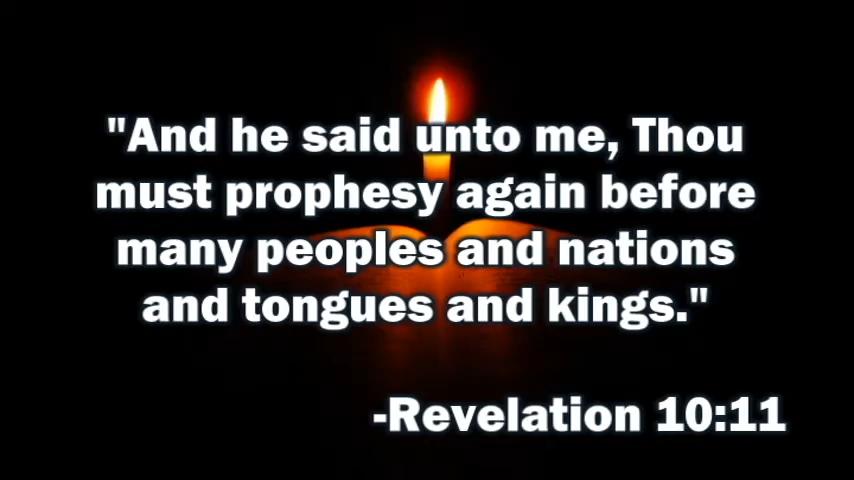 "And he said unto me, Thou
must prophesy again before
many peoples and nations
and tongues and kings."
-Revelation 10:11